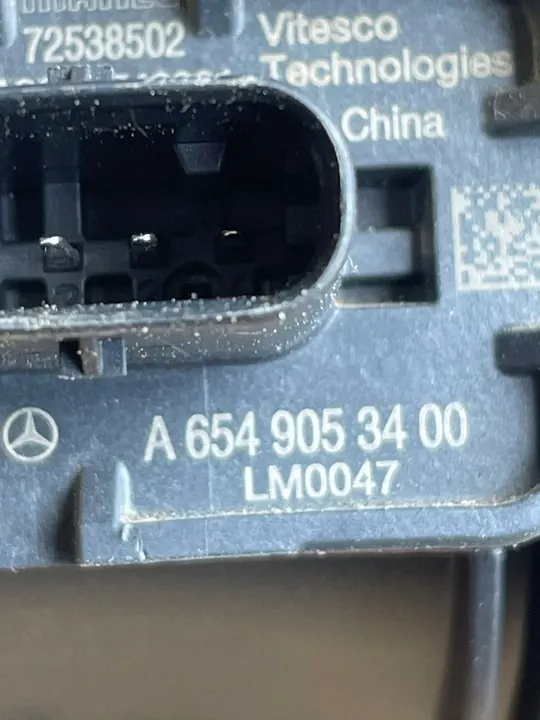 72538502
Vitesco
Technologies
China
A 654 905 34 00
LM0047